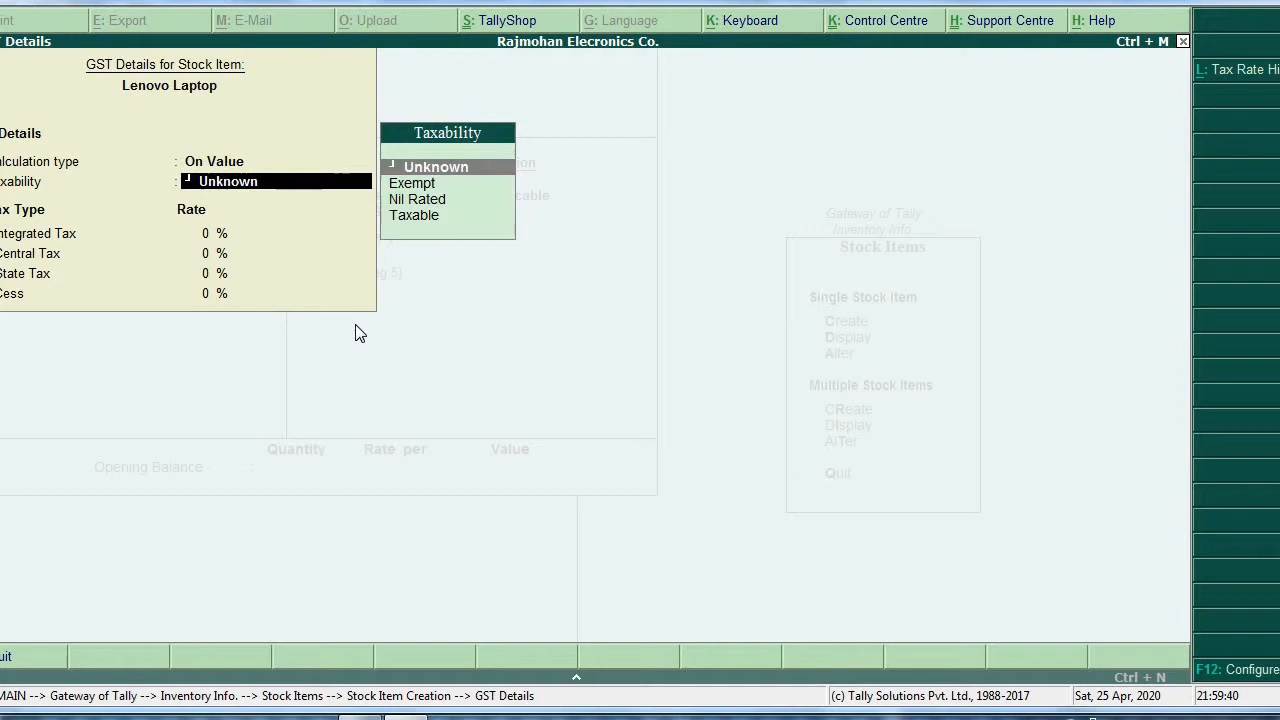 int
E: Export
M: E-Mail
O: Upload
S: TallyShop
G: Language
K: Keyboard
K: Control Centre
H: Support Centre
H: Help
Details
Rajmohan Elecronics Co.
Ctrl + M
L: Tax Rate Hi
GST Details for Stock Item:
Lenovo Laptop
Details
alculation type : On Value
xability : Unknown
ax Type Rate
ntegrated Tax 0 %
Central Tax 0 %
State Tax 0 %
Cess 0 %
Taxability
Unknown
Exempt
Nil Rated
Taxable
on
cable
g 5)
Gateway of Tally ...
... Inventory Info...
Stock Items
Single Stock Item
Create
Display
Alter
Multiple Stock Items
CReate
DIsplay
AlTer
Quit
Quantity Rate per Value
Opening Balance :
uit
F12: Configure
Ctrl + N
MAIN --> Gateway of Tally --> Inventory Info. --> Stock Items --> Stock Item Creation --> GST Details
(c) Tally Solutions Pvt. Ltd., 1988-2017
Sat, 25 Apr, 2020
21:59:40